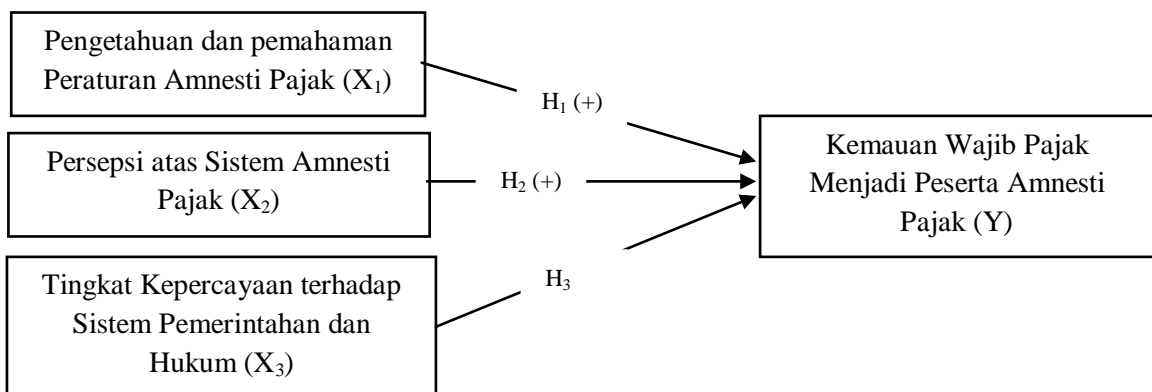 Pengetahuan dan pemahaman
Peraturan Amnesti Pajak (X₁)
H₁ (+)
Persepsi atas Sistem Amnesti
Pajak (X₂)
H₂ (+)
Kemauan Wajib Pajak
Menjadi Peserta Amnesti
Pajak (Y)
Tingkat Kepercayaan terhadap
Sistem Pemerintahan dan
Hukum (X₃)
H₃